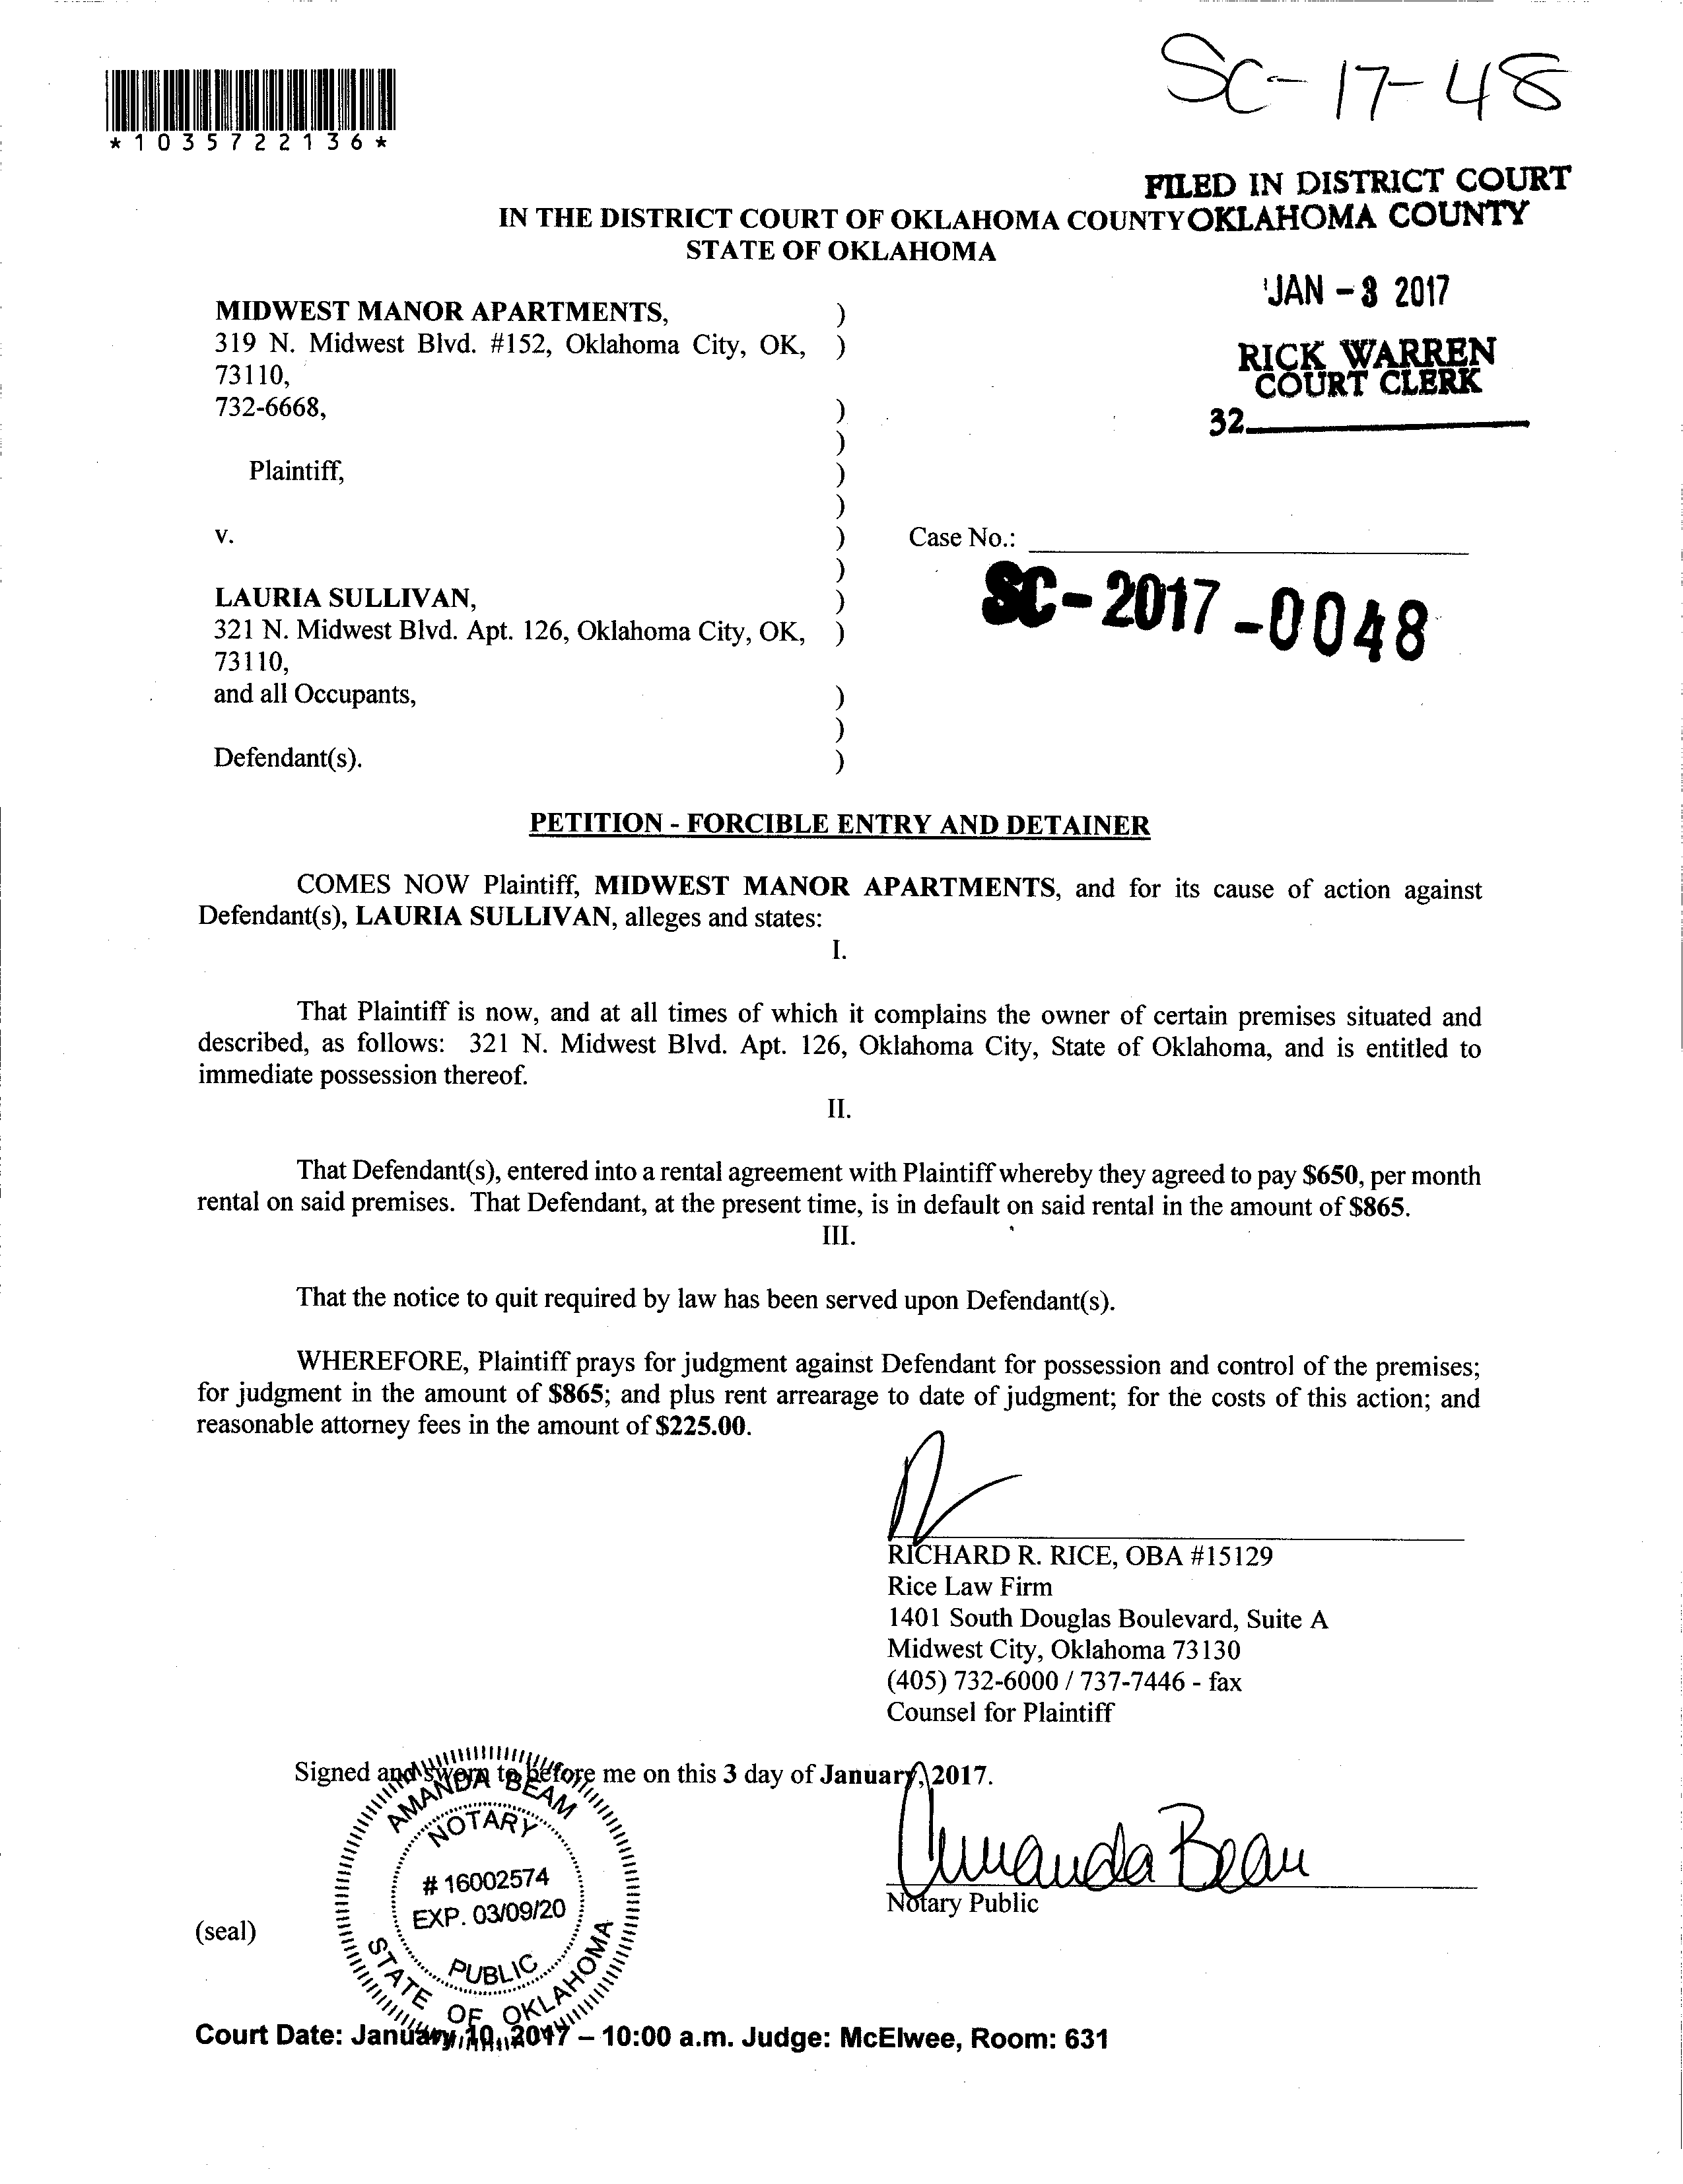 SC-17-48
*1035722136*
FILED IN DISTRICT COURT
IN THE DISTRICT COURT OF OKLAHOMA COUNTY OKLAHOMA COUNTY
STATE OF OKLAHOMA
JAN - 3 2017
RICK WARREN
COURT CLERK
32
MIDWEST MANOR APARTMENTS, )
319 N. Midwest Blvd. #152, Oklahoma City, OK, )
73110,
732-6668, )
)
Plaintiff, )
)
v. ) Case No.:
)
LAURIA SULLIVAN, ) SC-2017-0048
321 N. Midwest Blvd. Apt. 126, Oklahoma City, OK, )
73110,
and all Occupants, )
)
Defendant(s). )
PETITION - FORCIBLE ENTRY AND DETAINER
COMES NOW Plaintiff, MIDWEST MANOR APARTMENTS, and for its cause of action against
Defendant(s), LAURIA SULLIVAN, alleges and states:
I.
That Plaintiff is now, and at all times of which it complains the owner of certain premises situated and
described, as follows: 321 N. Midwest Blvd. Apt. 126, Oklahoma City, State of Oklahoma, and is entitled to
immediate possession thereof.
II.
That Defendant(s), entered into a rental agreement with Plaintiff whereby they agreed to pay $650, per month
rental on said premises. That Defendant, at the present time, is in default on said rental in the amount of $865.
III.
That the notice to quit required by law has been served upon Defendant(s).
WHEREFORE, Plaintiff prays for judgment against Defendant for possession and control of the premises;
for judgment in the amount of $865; and plus rent arrearage to date of judgment; for the costs of this action; and
reasonable attorney fees in the amount of $225.00.
RICHARD R. RICE, OBA #15129
Rice Law Firm
1401 South Douglas Boulevard, Suite A
Midwest City, Oklahoma 73130
(405) 732-6000 / 737-7446 - fax
Counsel for Plaintiff
Signed and sworn to before me on this 3 day of January, 2017.
AMANDA BEAM
NOTARY
# 16002574
EXP. 03/09/20
PUBLIC
STATE OF OKLAHOMA
Amanda Beam
Notary Public
(seal)
Court Date: January 10, 2017 – 10:00 a.m. Judge: McElwee, Room: 631